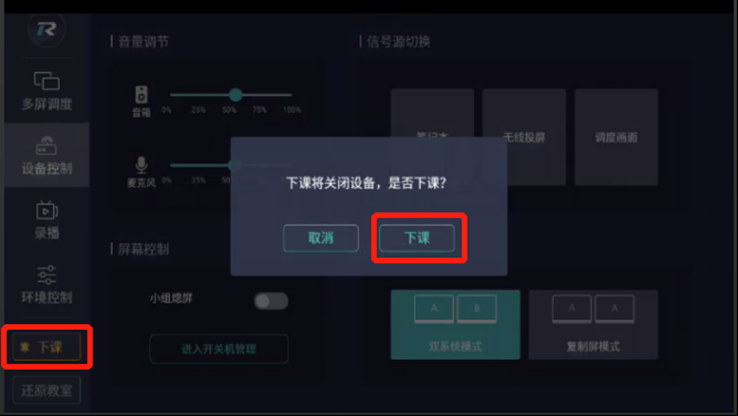 R
音量调节
信号源切换
多屏调度
音箱
0% 25% 50% 75% 100%
笔记本
无线投屏
调度画面
设备控制
麦克风
0% 25% 50%
下课将关闭设备，是否下课?
取消
下课
录播
屏幕控制
环境控制
小组熄屏
A B
A A
下课
进入开关机管理
双系统模式
复制屏模式
还原教室